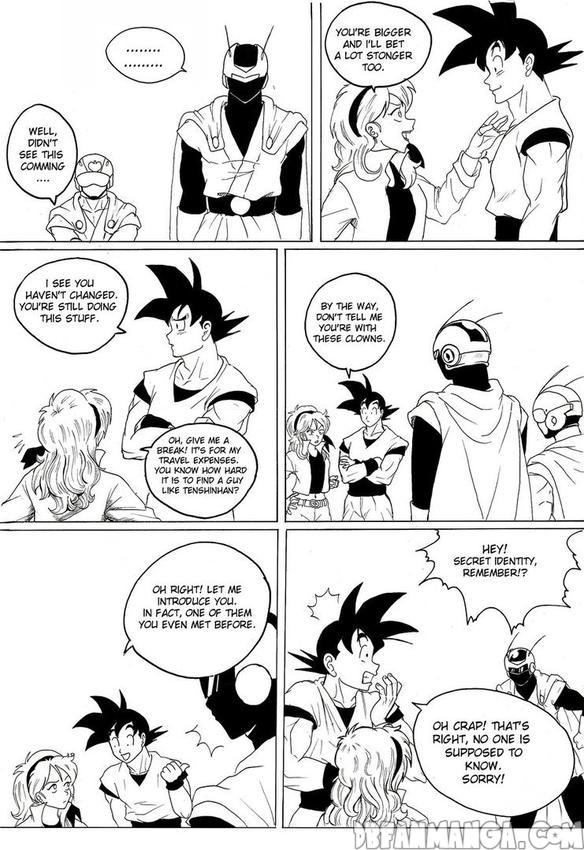 .........
.........
WELL,
DIDN'T
SEE THIS
COMMING
....
YOU'RE BIGGER
AND I'LL BET
A LOT STONGER
TOO.
I SEE YOU
HAVEN'T CHANGED.
YOU'RE STILL DOING
THIS STUFF.
OH, GIVE ME A
BREAK! IT'S FOR MY
TRAVEL EXPENSES.
YOU KNOW HOW HARD
IT IS TO FIND A GUY
LIKE TENSHINHAN?
BY THE WAY,
DON'T TELL ME
YOU'RE WITH
THESE CLOWNS.
OH RIGHT! LET ME
INTRODUCE YOU.
IN FACT, ONE OF THEM
YOU EVEN MET BEFORE.
HEY!
SECRET IDENTITY,
REMEMBER!?
OH CRAP! THAT'S
RIGHT, NO ONE IS
SUPPOSED TO
KNOW.
SORRY!
DBFANMANGA.COM